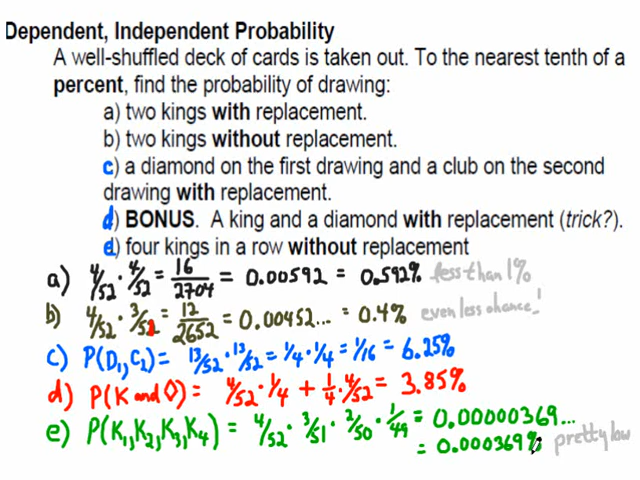 Dependent, Independent Probability
A well-shuffled deck of cards is taken out. To the nearest tenth of a
percent, find the probability of drawing:
a) two kings with replacement.
b) two kings without replacement.
c) a diamond on the first drawing and a club on the second
drawing with replacement.
d) BONUS. A king and a diamond with replacement (trick?).
e) four kings in a row without replacement
a) 4/52 · 4/52 = 16/2704 = 0.00592 = 0.592% less than 1%
b) 4/52 · 3/51 = 12/2652 = 0.00452... = 0.4% even less chance!
c) P(D1, C2) = 13/52 · 13/52 = 1/4 · 1/4 = 1/16 = 6.25%
d) P(K and ◊) = 4/52 · 1/4 + 1/4 · 4/52 = 3.85%
e) P(K1, K2, K3, K4) = 4/52 · 3/51 · 2/50 · 1/49 = 0.00000369...
= 0.000369% pretty low